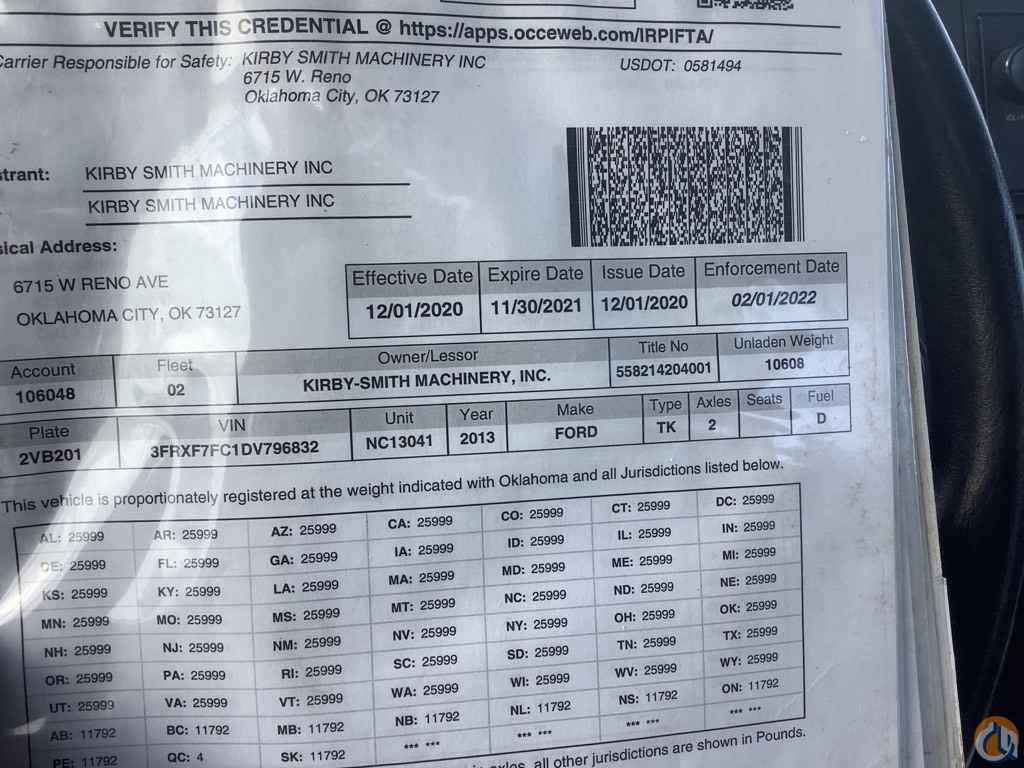 VERIFY THIS CREDENTIAL @ https://apps.occeweb.com/IRPIFTA/
Carrier Responsible for Safety: KIRBY SMITH MACHINERY INC USDOT: 0581494
6715 W. Reno
Oklahoma City, OK 73127
strant: KIRBY SMITH MACHINERY INC
KIRBY SMITH MACHINERY INC
sical Address:
6715 W RENO AVE
OKLAHOMA CITY, OK 73127
Effective Date Expire Date Issue Date Enforcement Date
12/01/2020 11/30/2021 12/01/2020 02/01/2022
Account Fleet Owner/Lessor Title No Unladen Weight
106048 02 KIRBY-SMITH MACHINERY, INC. 558214204001 10608
Plate VIN Unit Year Make Type Axles Seats Fuel
2VB201 3FRXF7FC1DV796832 NC13041 2013 FORD TK 2 D
This vehicle is proportionately registered at the weight indicated with Oklahoma and all Jurisdictions listed below.
AL: 25999 AR: 25999 AZ: 25999 CA: 25999 CO: 25999 CT: 25999 DC: 25999
DE: 25999 FL: 25999 GA: 25999 IA: 25999 ID: 25999 IL: 25999 IN: 25999
KS: 25999 KY: 25999 LA: 25999 MA: 25999 MD: 25999 ME: 25999 MI: 25999
MN: 25999 MO: 25999 MS: 25999 MT: 25999 NC: 25999 ND: 25999 NE: 25999
NH: 25999 NJ: 25999 NM: 25999 NV: 25999 NY: 25999 OH: 25999 OK: 25999
OR: 25999 PA: 25999 RI: 25999 SC: 25999 SD: 25999 TN: 25999 TX: 25999
UT: 25999 VA: 25999 VT: 25999 WA: 25999 WI: 25999 WV: 25999 WY: 25999
AB: 11792 BC: 11792 MB: 11792 NB: 11792 NL: 11792 NS: 11792 ON: 11792
PE: 11792 QC: 4 SK: 11792 *** *** *** *** *** *** *** ***
axles, all other jurisdictions are shown in Pounds.